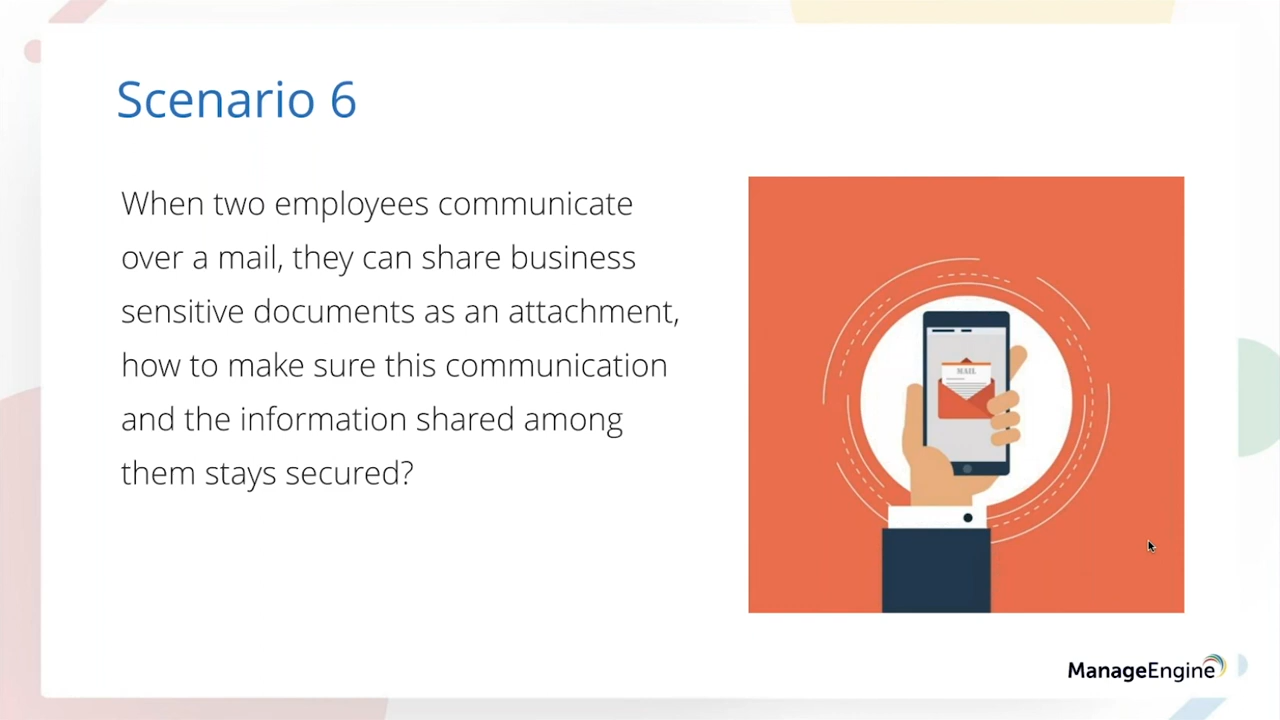 Scenario 6
When two employees communicate
over a mail, they can share business
sensitive documents as an attachment,
how to make sure this communication
and the information shared among
them stays secured?
MAIL
ManageEngine